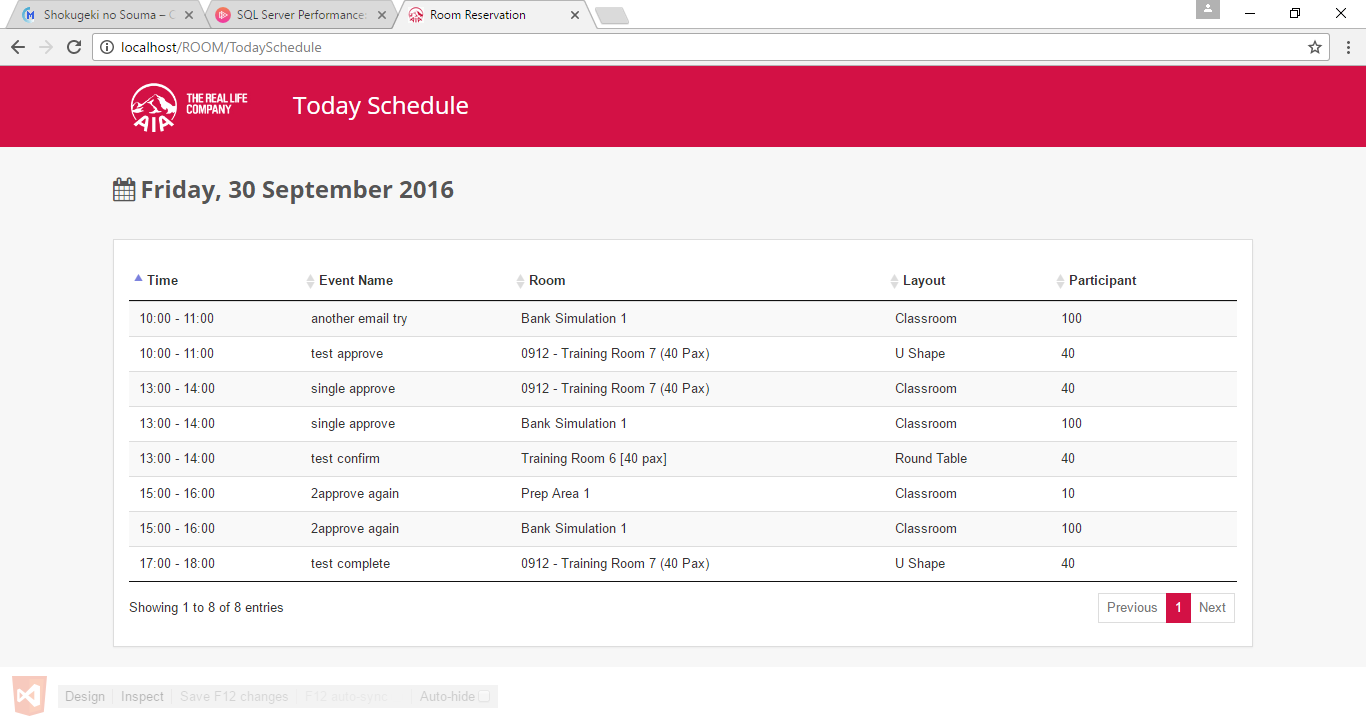 Shokugeki no Souma – C
SQL Server Performance:
Room Reservation
localhost/ROOM/TodaySchedule
THE REAL LIFE
COMPANY
AIA
Today Schedule
Friday, 30 September 2016
Time Event Name Room Layout Participant
10:00 - 11:00 another email try Bank Simulation 1 Classroom 100
10:00 - 11:00 test approve 0912 - Training Room 7 (40 Pax) U Shape 40
13:00 - 14:00 single approve 0912 - Training Room 7 (40 Pax) Classroom 40
13:00 - 14:00 single approve Bank Simulation 1 Classroom 100
13:00 - 14:00 test confirm Training Room 6 [40 pax] Round Table 40
15:00 - 16:00 2approve again Prep Area 1 Classroom 10
15:00 - 16:00 2approve again Bank Simulation 1 Classroom 100
17:00 - 18:00 test complete 0912 - Training Room 7 (40 Pax) U Shape 40
Showing 1 to 8 of 8 entries Previous 1 Next
Design Inspect Save F12 changes F12 auto-sync Auto-hide